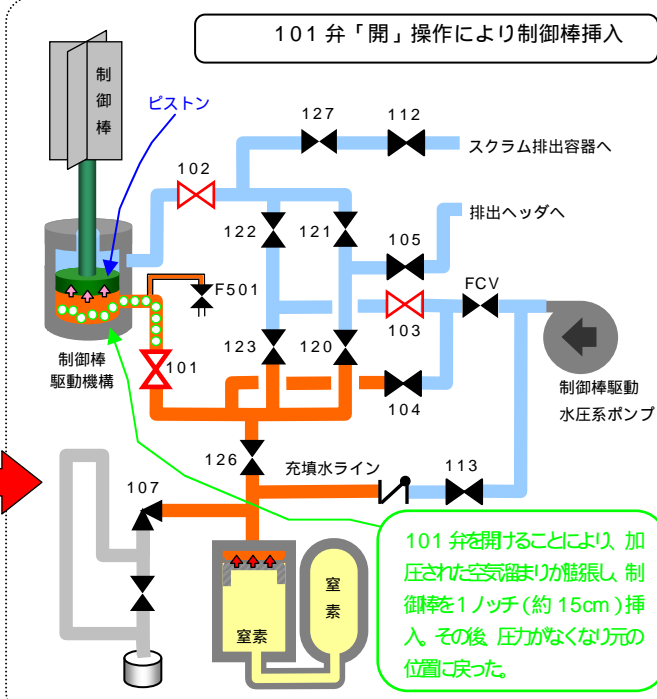 101弁「開」操作により制御棒挿入
制
御
棒
ピストン
127
112
スクラム排出容器へ
102
排出ヘッダへ
122
121
105
FCV
F501
103
123
120
101
制御棒
駆動機構
104
制御棒駆動
水圧系ポンプ
126
充填水ライン
113
107
窒
素
窒素
101弁を開けることにより、加
圧された空気溜まりが膨張し、制
御棒を1ノッチ(約15cm)挿
入。その後、圧力がなくなり元の
位置に戻った。